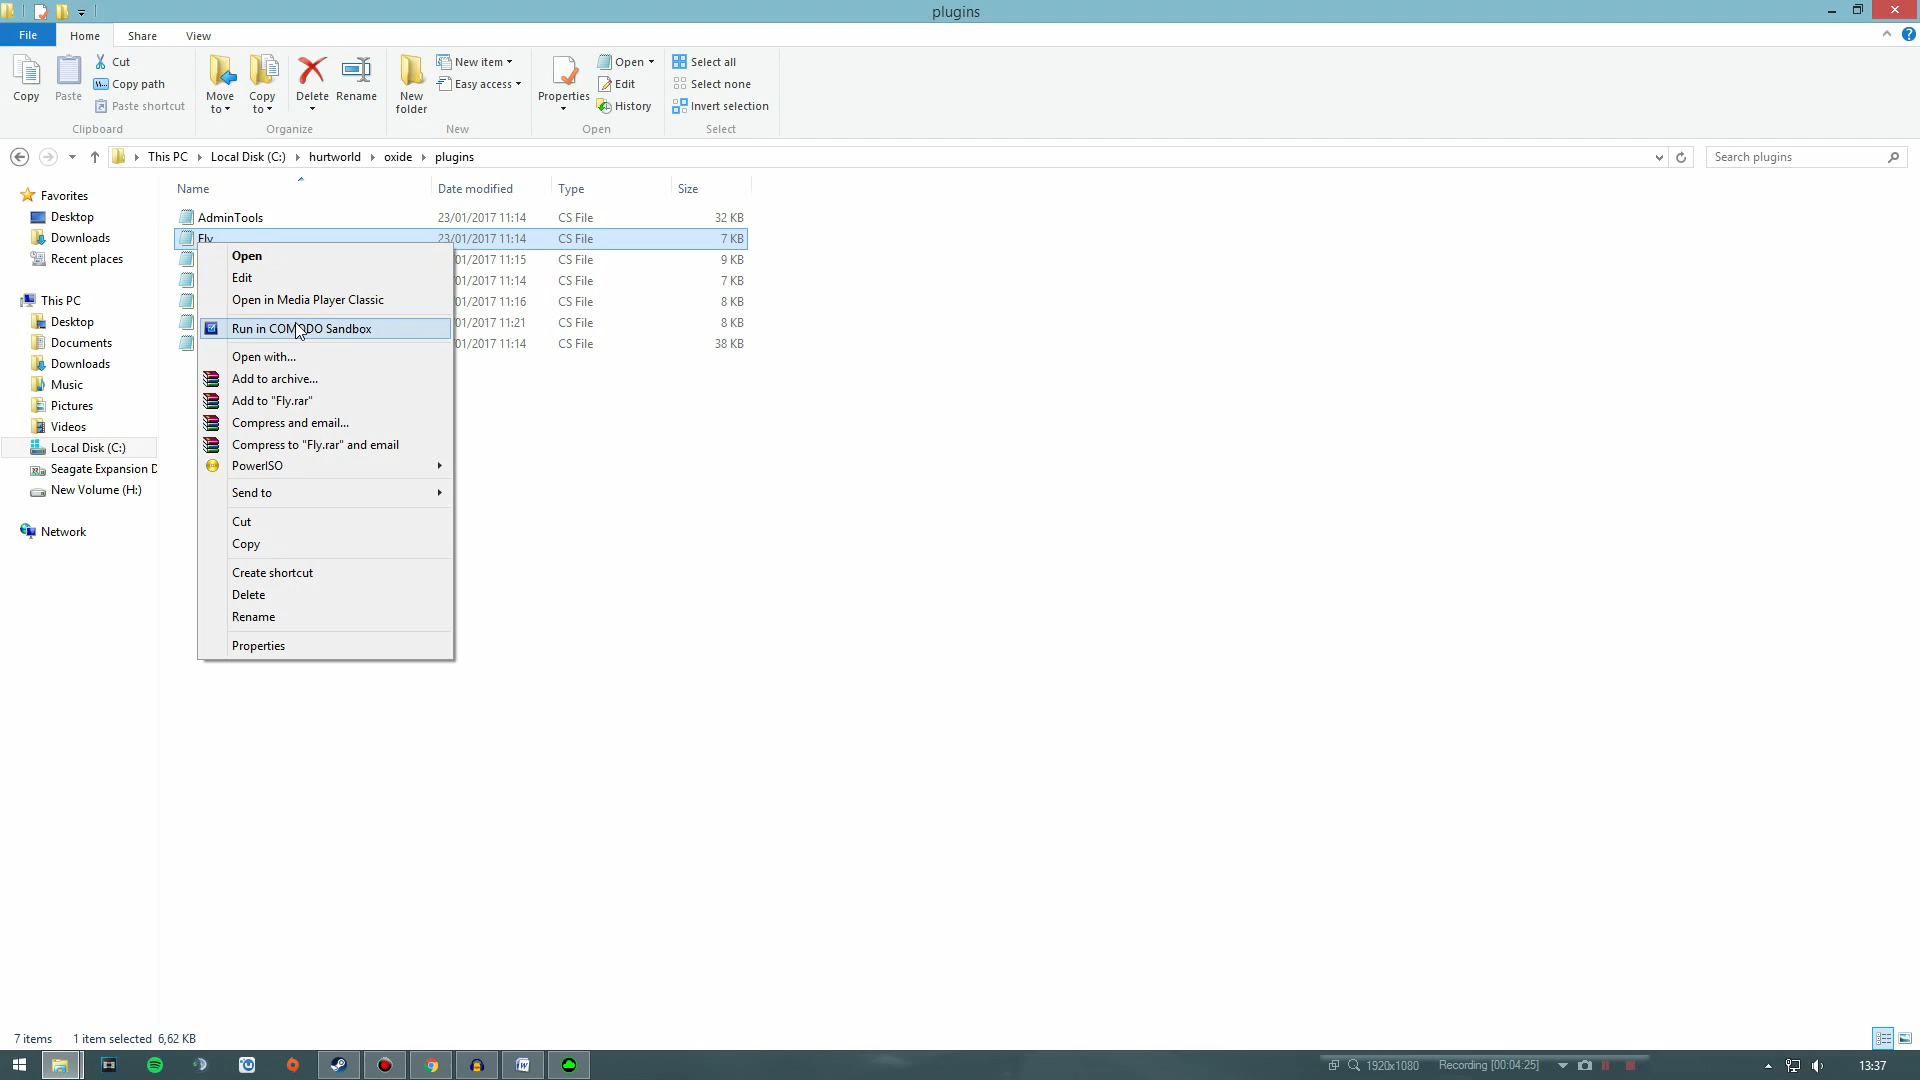 plugins
File Home Share View
Copy
Paste
Cut
Copy path
Paste shortcut
Clipboard
Move to
Copy to
Delete
Rename
Organize
New folder
New item
Easy access
New
Properties
Open
Edit
History
Open
Select all
Select none
Invert selection
Select
This PC Local Disk (C:) hurtworld oxide plugins
Search plugins
Favorites
Desktop
Downloads
Recent places
This PC
Desktop
Documents
Downloads
Music
Pictures
Videos
Local Disk (C:)
Seagate Expansion D
New Volume (H:)
Network
Name Date modified Type Size
AdminTools 23/01/2017 11:14 CS File 32 KB
Fly 23/01/2017 11:14 CS File 7 KB
01/2017 11:15 CS File 9 KB
01/2017 11:14 CS File 7 KB
01/2017 11:16 CS File 8 KB
01/2017 11:21 CS File 8 KB
01/2017 11:14 CS File 38 KB
Open
Edit
Open in Media Player Classic
Run in COMODO Sandbox
Open with...
Add to archive...
Add to "Fly.rar"
Compress and email...
Compress to "Fly.rar" and email
PowerISO
Send to
Cut
Copy
Create shortcut
Delete
Rename
Properties
7 items 1 item selected 6,62 KB
1920x1080 Recording [00:04:25]
13:37